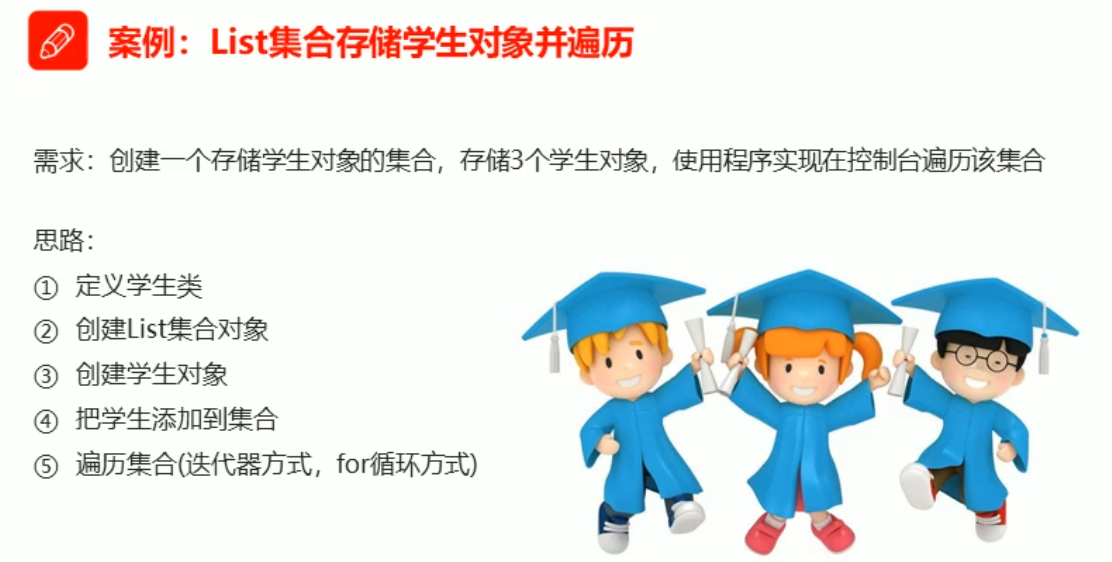 案例：List集合存储学生对象并遍历
需求：创建一个存储学生对象的集合，存储3个学生对象，使用程序实现在控制台遍历该集合
思路：
① 定义学生类
② 创建List集合对象
③ 创建学生对象
④ 把学生添加到集合
⑤ 遍历集合(迭代器方式，for循环方式)